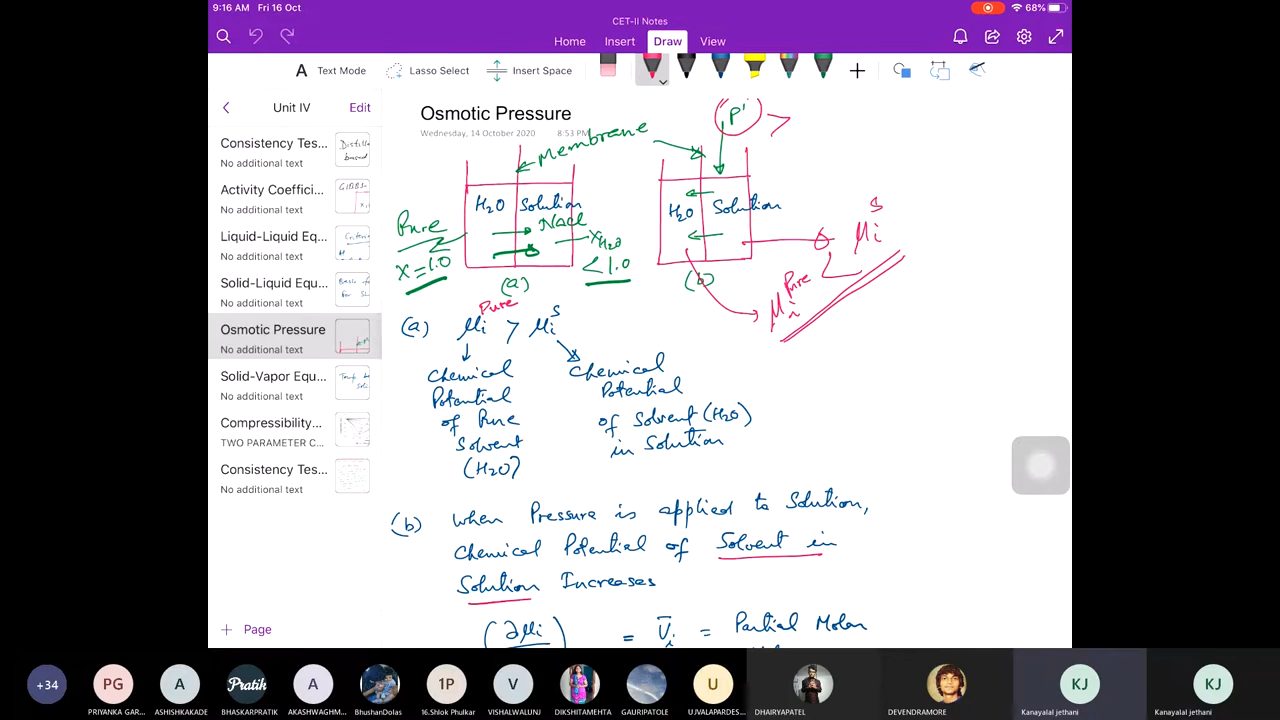 9:16 AM Fri 16 Oct
68%
CET-II Notes
Home Insert Draw View
A Text Mode Lasso Select Insert Space
Unit IV Edit
Consistency Tes...
No additional text
Activity Coeffici...
No additional text
Liquid-Liquid Equ...
No additional text
Solid-Liquid Equ...
No additional text
Osmotic Pressure
No additional text
Solid-Vapor Equ...
No additional text
Compressibility...
TWO PARAMETER C...
Consistency Tes...
No additional text
+ Page
Osmotic Pressure
Wednesday, 14 October 2020 8:53 PM
Membrane
P' >
H2O Solution
NaCl
Pure
x = 1.0
xH2O
< 1.0
(a)
H2O Solution
(b)
μi s
μi Pure
(a) μi Pure > μi s
Chemical
Potential
of Pure
Solvent
(H2O)
Chemical
Potential
of Solvent (H2O)
in Solution
(b) When Pressure is applied to Solution,
Chemical Potential of Solvent in
Solution Increases
(∂μi) = V̄i = Partial Molar
+34 PG A A A 1P V U KJ KJ
PRIYANKA GAR... ASHISHKAKADE BHASKARPRATIK AKASHWAGHM... BhushanDolas 16.Shlok Phulkar VISHALWALUNJ DIKSHITAMEHTA GAURIPATOLE UJVALAPARDES... DHAIRYAPATEL DEVENDRAMORE Kanayalal jethani Kanayalal jethani
Pratik